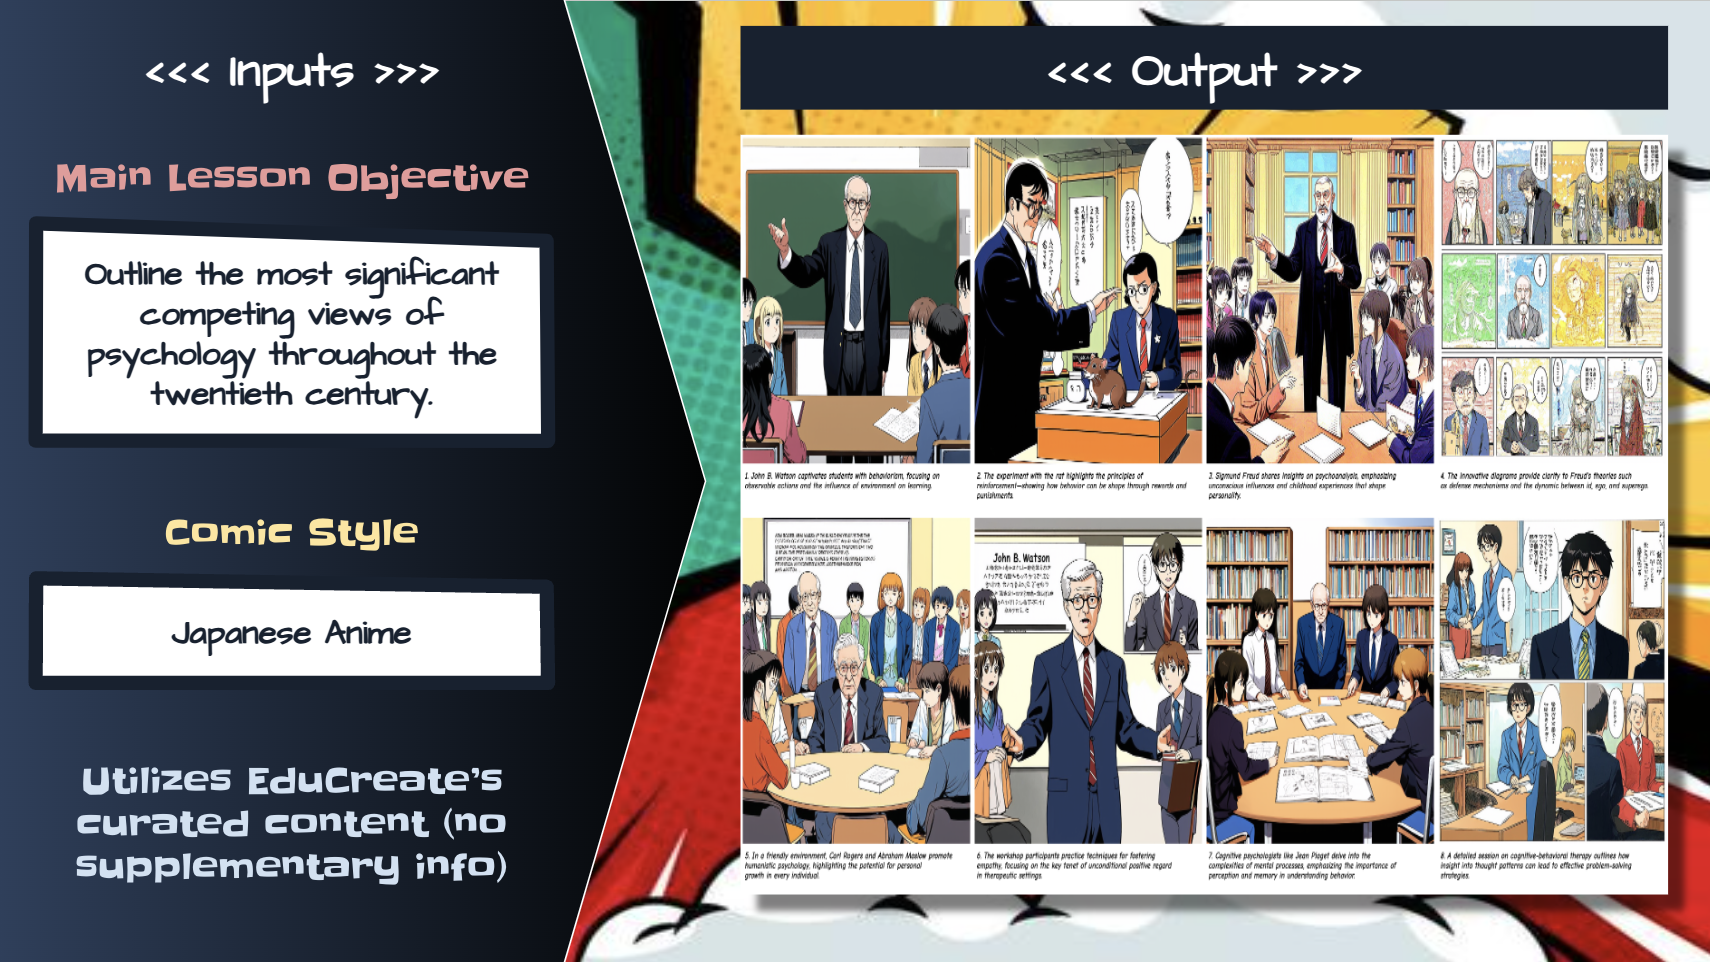 <<< Inputs >>>
Main Lesson Objective
Outline the most significant
competing views of
psychology throughout the
twentieth century.
Comic Style
Japanese Anime
Utilizes EduCreate's
curated content (no
supplementary info)
<<< Output >>>
1. John B. Watson captivates students with behaviorism, focusing on
observable actions and the influence of environment on learning.
2. The experiment with the rat highlights the principles of
reinforcement—showing how behavior can be shape through rewards and
punishments.
3. Sigmund Freud shares insights on psychoanalysis, emphasizing
unconscious influences and childhood experiences that shape
personality.
4. The innovative diagrams provide clarity to Freud's theories such
as defense mechanisms and the dynamic between id, ego, and superego.
John B. Watson
5. In a friendly environment, Carl Rogers and Abraham Maslow promote
humanistic psychology, highlighting the potential for personal
growth in every individual.
6. The workshop participants practice techniques for fostering
empathy, focusing on the key tenet of unconditional positive regard
in therapeutic settings.
7. Cognitive psychologists like Jean Piaget delve into the
complexities of mental processes, emphasizing the importance of
perception and memory in understanding behavior.
8. A detailed session on cognitive-behavioral therapy outlines how
insight into thought patterns can lead to effective problem-solving
strategies.